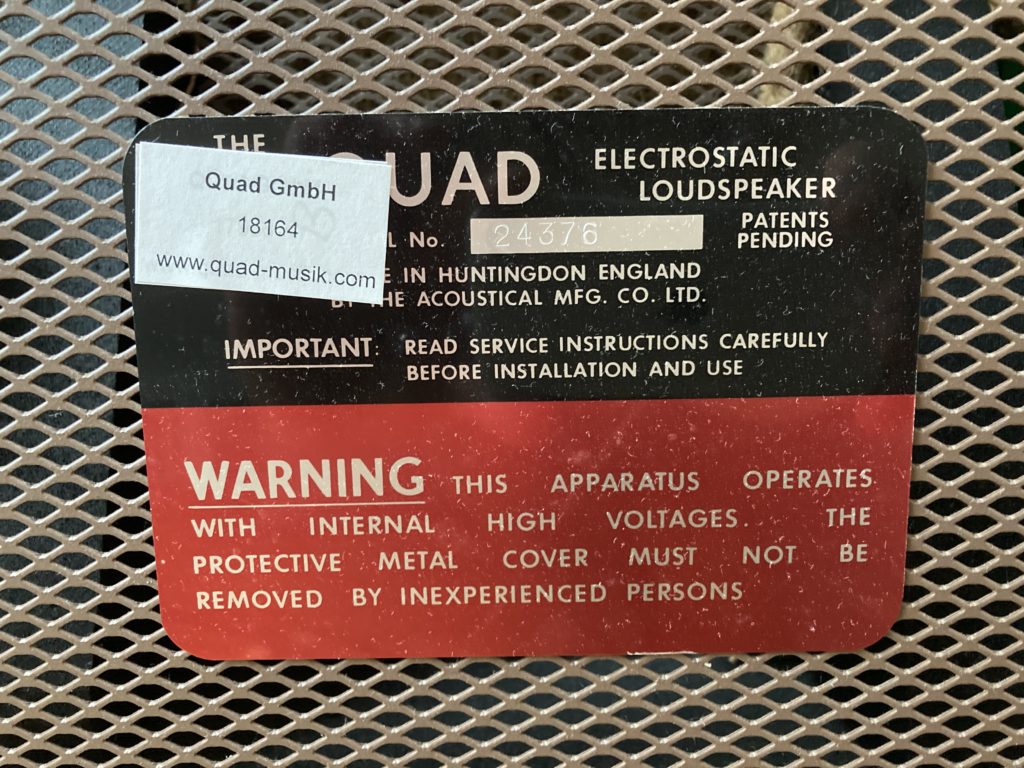 THE
Quad GmbH
18164
www.quad-musik.com
QUAD ELECTROSTATIC
LOUDSPEAKER
No. 24376 PATENTS
PENDING
IN HUNTINGDON ENGLAND
THE ACOUSTICAL MFG. CO. LTD.
IMPORTANT: READ SERVICE INSTRUCTIONS CAREFULLY
BEFORE INSTALLATION AND USE
WARNING THIS APPARATUS OPERATES
WITH INTERNAL HIGH VOLTAGES. THE
PROTECTIVE METAL COVER MUST NOT BE
REMOVED BY INEXPERIENCED PERSONS